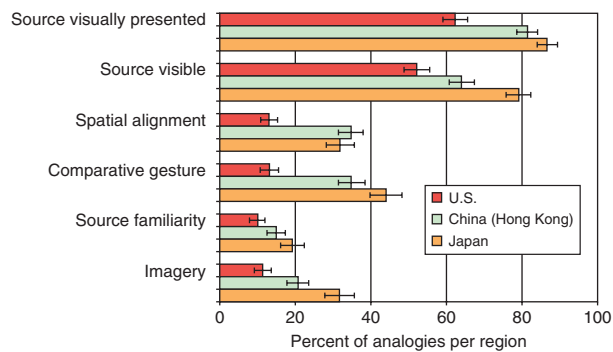 Source visually presented
Source visible
Spatial alignment
Comparative gesture
Source familiarity
Imagery
U.S.
China (Hong Kong)
Japan
0 20 40 60 80 100
Percent of analogies per region